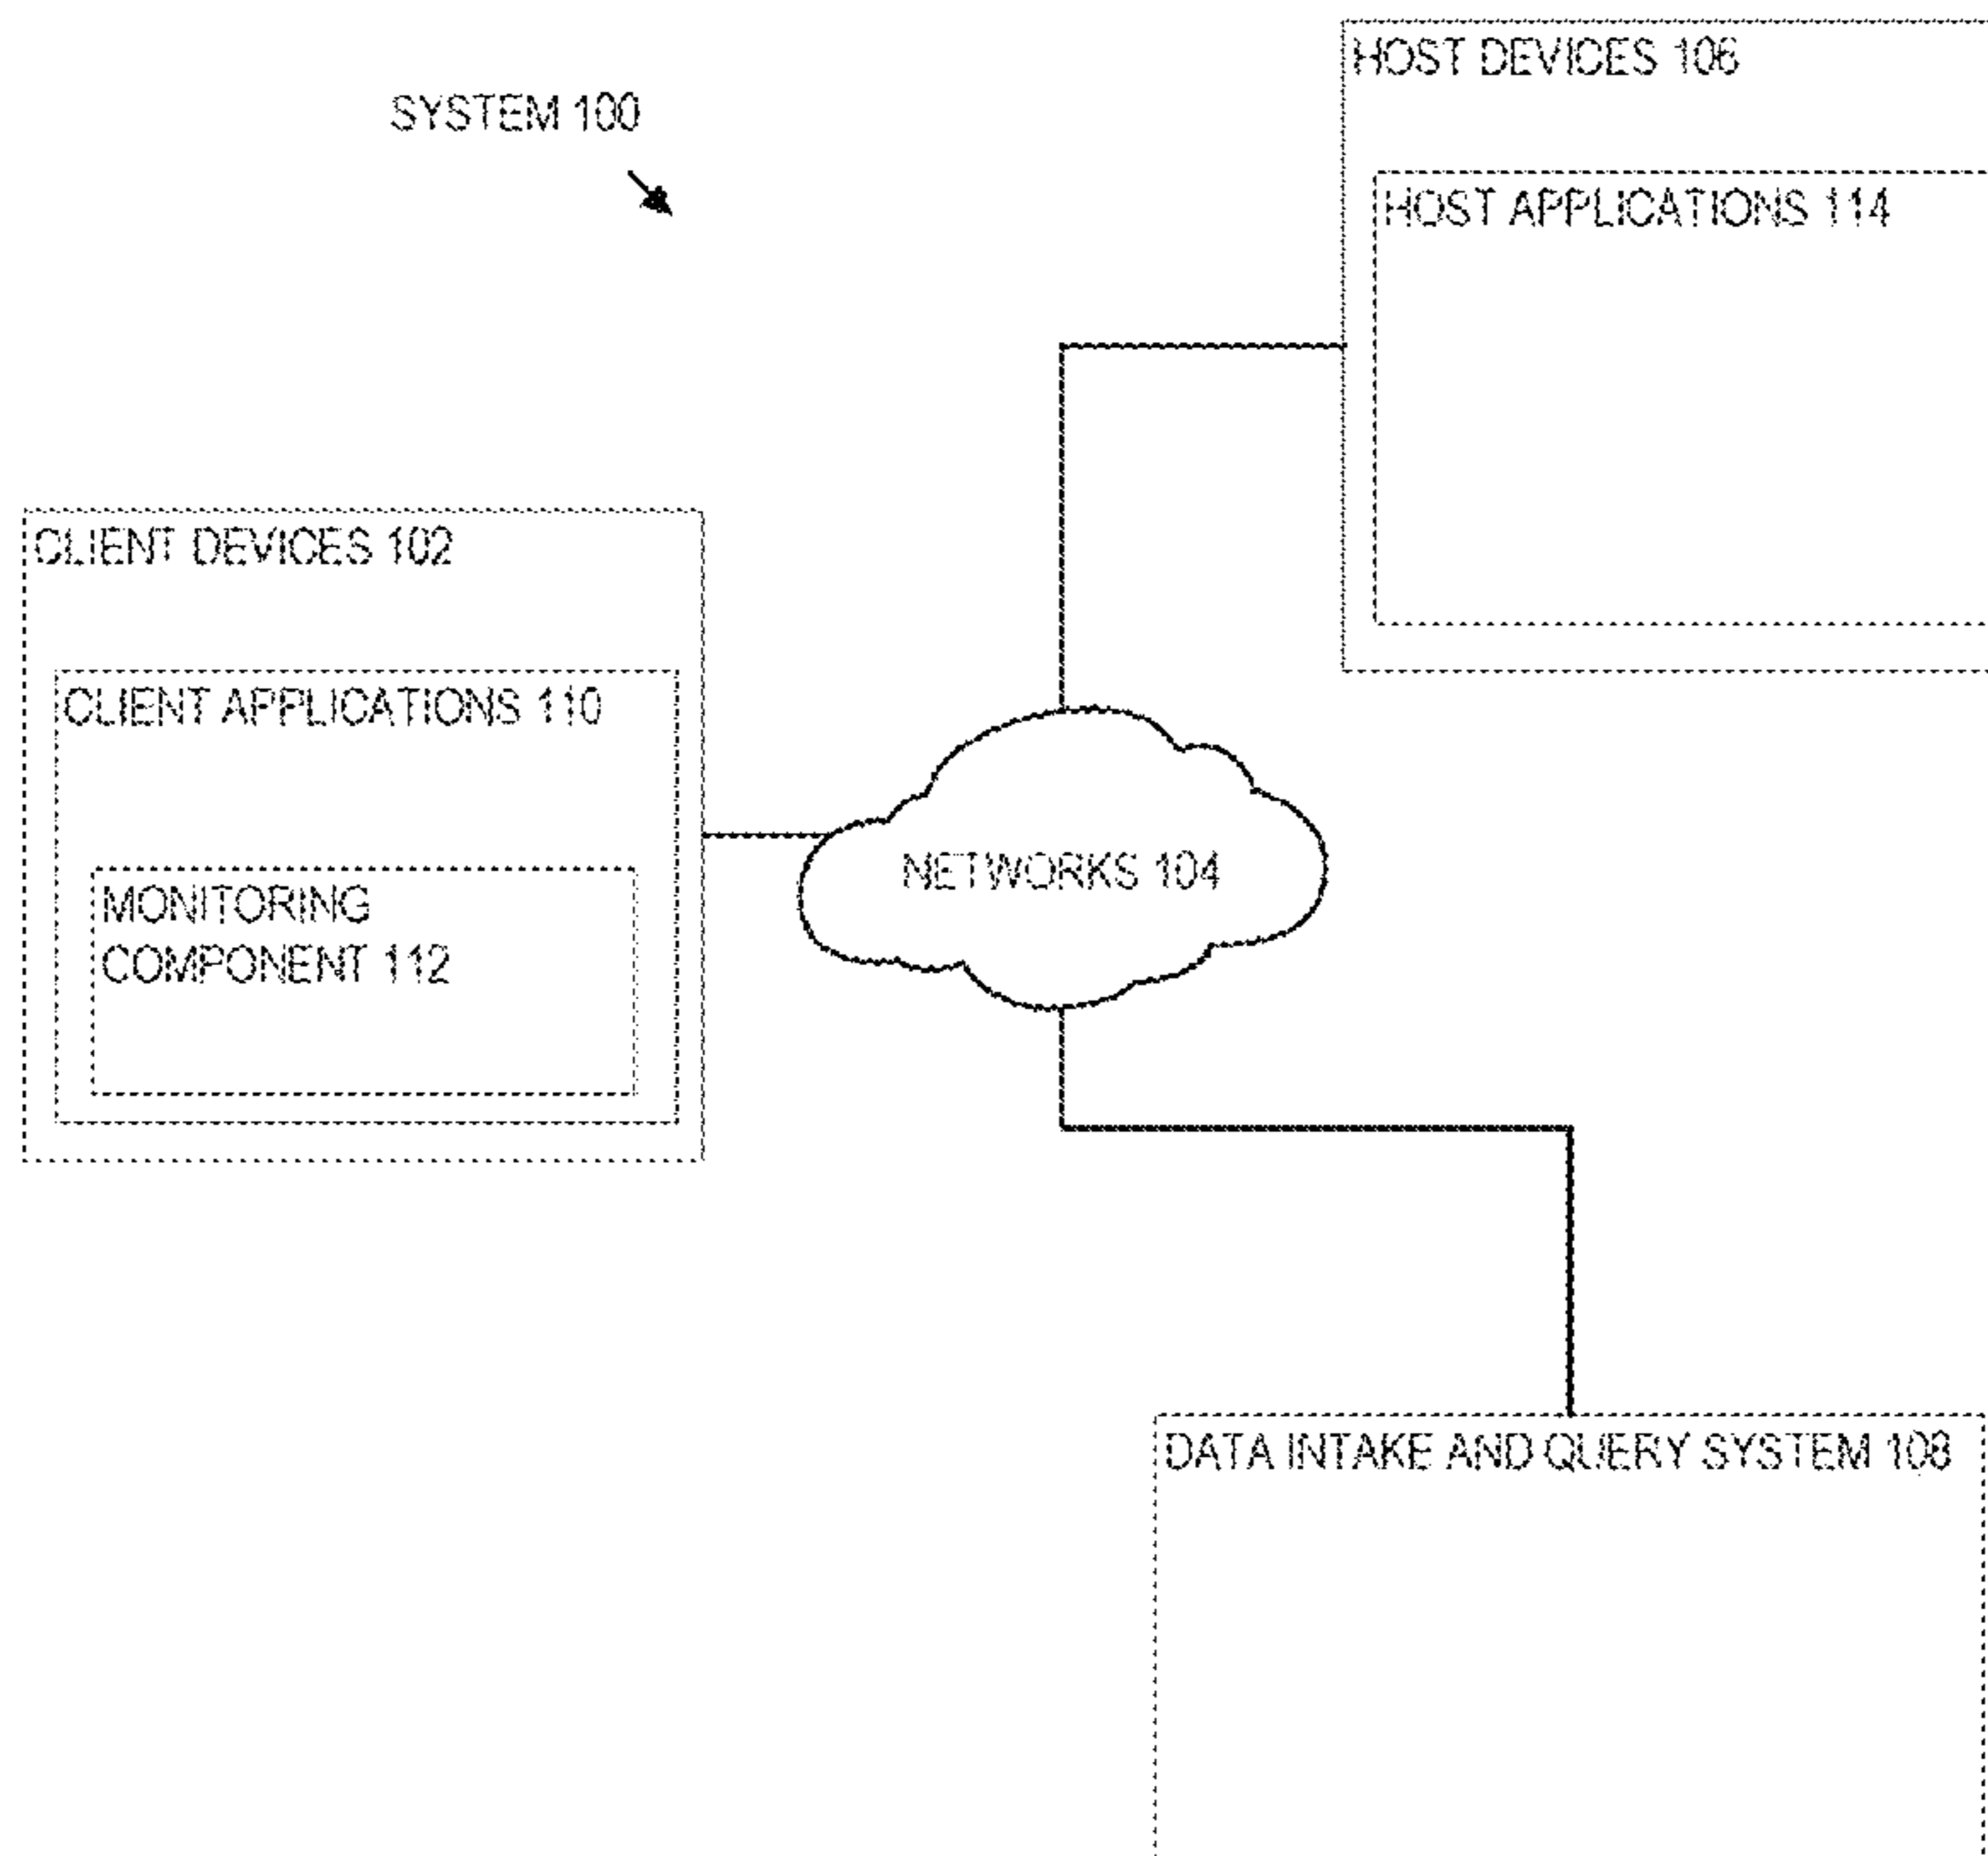 SYSTEM 100
HOST DEVICES 106
HOST APPLICATIONS 114
CLIENT DEVICES 102
CLIENT APPLICATIONS 110
MONITORING
COMPONENT 112
NETWORKS 104
DATA INTAKE AND QUERY SYSTEM 108